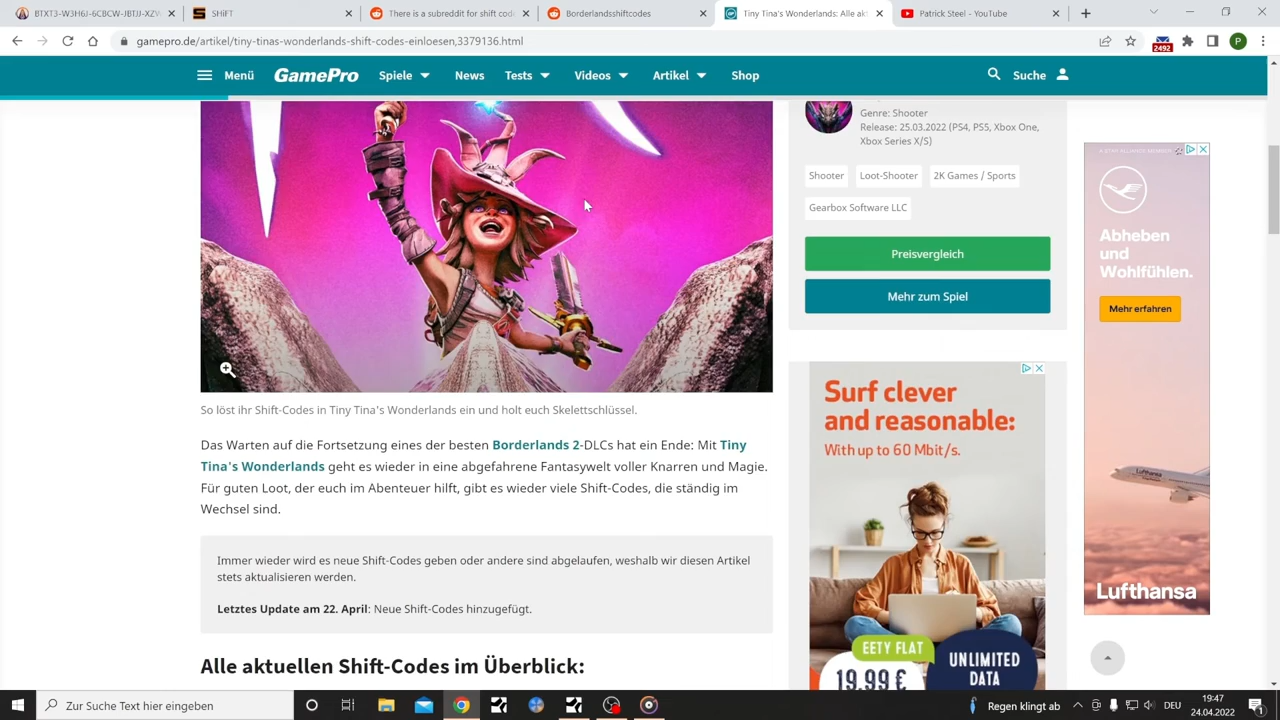 BTXT3-W3H6J-6CBCW-JBTJJ-XZV
SHiFT
There is a subreddit for shift cod
Borderlandsshiftcodes
Tiny Tina's Wonderlands: Alle ak
Patrick Steel - YouTube
gamepro.de/artikel/tiny-tinas-wonderlands-shift-codes-einloesen,3379136.html
2492
P
Menü
GamePro
Spiele
News
Tests
Videos
Artikel
Shop
Suche
Genre: Shooter
Release: 25.03.2022 (PS4, PS5, Xbox One,
Xbox Series X/S)
Shooter
Loot-Shooter
2K Games / Sports
Gearbox Software LLC
Preisvergleich
Mehr zum Spiel
So löst ihr Shift-Codes in Tiny Tina's Wonderlands ein und holt euch Skelettschlüssel.
Das Warten auf die Fortsetzung eines der besten Borderlands 2-DLCs hat ein Ende: Mit Tiny
Tina's Wonderlands geht es wieder in eine abgefahrene Fantasywelt voller Knarren und Magie.
Für guten Loot, der euch im Abenteuer hilft, gibt es wieder viele Shift-Codes, die ständig im
Wechsel sind.
Immer wieder wird es neue Shift-Codes geben oder andere sind abgelaufen, weshalb wir diesen Artikel
stets aktualisieren werden.
Letztes Update am 22. April: Neue Shift-Codes hinzugefügt.
Alle aktuellen Shift-Codes im Überblick:
Surf clever
and reasonable:
With up to 60 Mbit/s.
EETY FLAT
19.99 €
UNLIMITED
DATA
A STAR ALLIANCE MEMBER
Abheben
und
Wohlfühlen.
Mehr erfahren
Lufthansa
Zur Suche Text hier eingeben
Regen klingt ab
DEU
19:47
24.04.2022
1